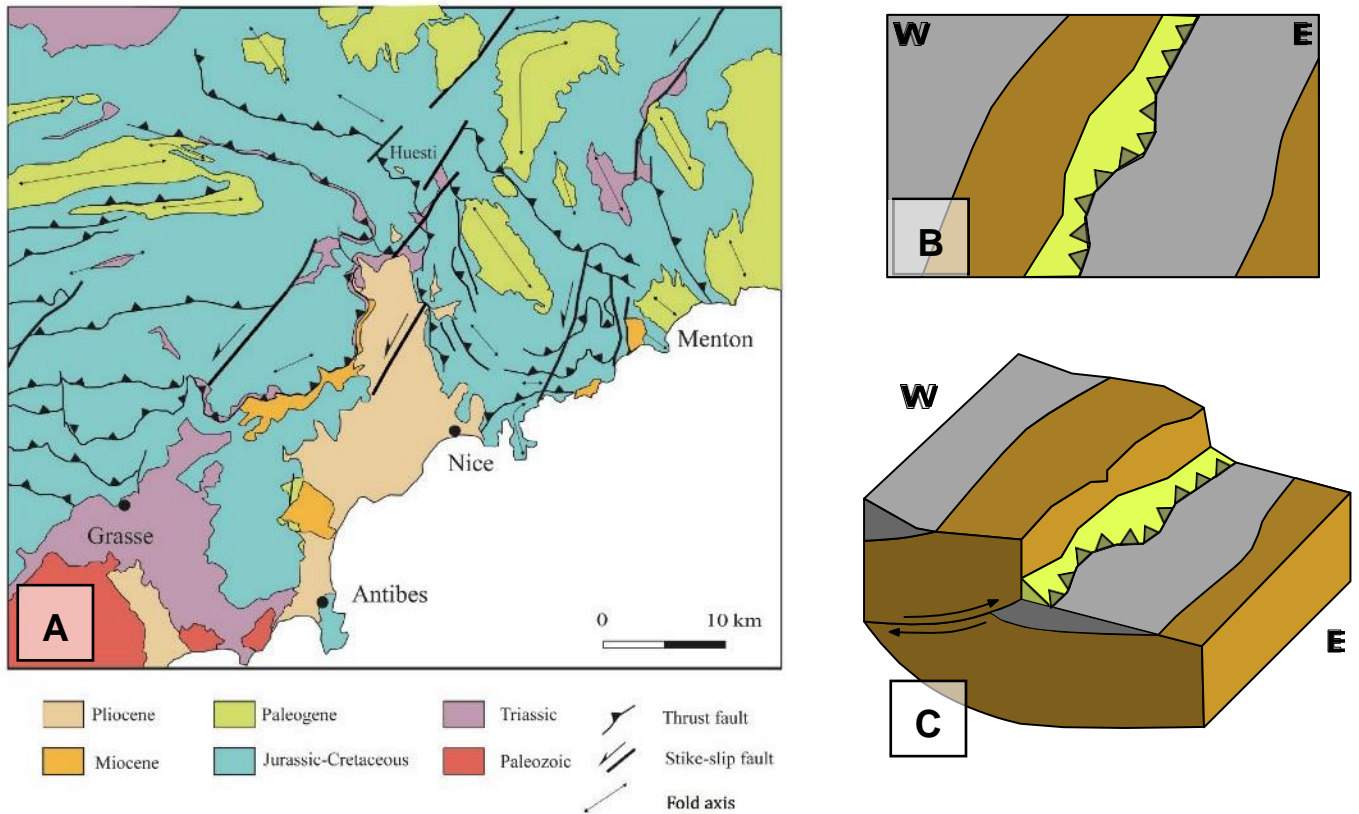 Huesti
Menton
Nice
Grasse
Antibes
A
0 10 km
Pliocene
Paleogene
Triassic
Thrust fault
Miocene
Jurassic-Cretaceous
Paleozoic
Stike-slip fault
Fold axis
W E
B
W
E
C